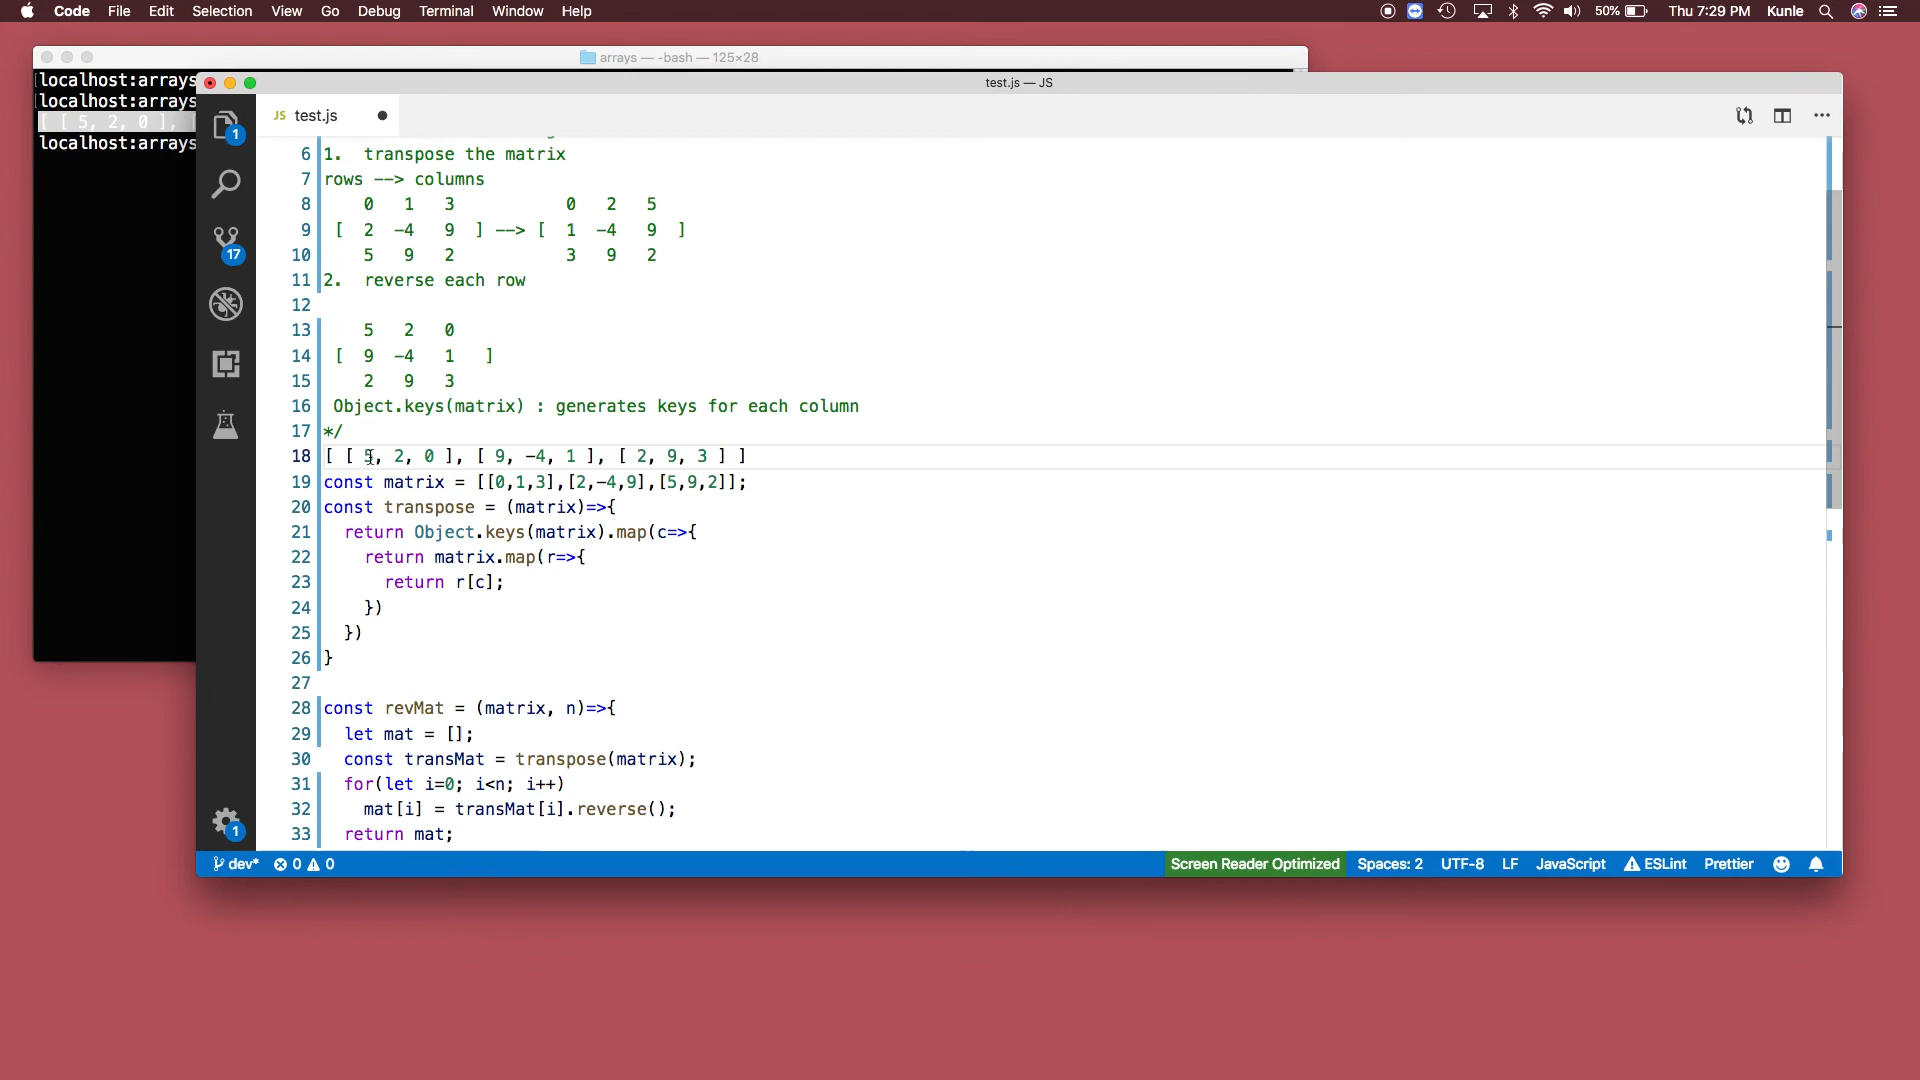 Code File Edit Selection View Go Debug Terminal Window Help 50% Thu 7:29 PM Kunle
arrays — -bash — 125×28
localhost:arrays
localhost:arrays
[ [ 5, 2, 0 ], [
localhost:arrays
test.js — JS
JS test.js
1
17
1
6 1. transpose the matrix
7 rows --> columns
8 0 1 3 0 2 5
9 [ 2 -4 9 ] --> [ 1 -4 9 ]
10 5 9 2 3 9 2
11 2. reverse each row
12
13 5 2 0
14 [ 9 -4 1 ]
15 2 9 3
16 Object.keys(matrix) : generates keys for each column
17 */
18 [ [ 5, 2, 0 ], [ 9, -4, 1 ], [ 2, 9, 3 ] ]
19 const matrix = [[0,1,3],[2,-4,9],[5,9,2]];
20 const transpose = (matrix)=>{
21 return Object.keys(matrix).map(c=>{
22 return matrix.map(r=>{
23 return r[c];
24 })
25 })
26 }
27
28 const revMat = (matrix, n)=>{
29 let mat = [];
30 const transMat = transpose(matrix);
31 for(let i=0; i<n; i++)
32 mat[i] = transMat[i].reverse();
33 return mat;
dev* 0 0 Screen Reader Optimized Spaces: 2 UTF-8 LF JavaScript ESLint Prettier